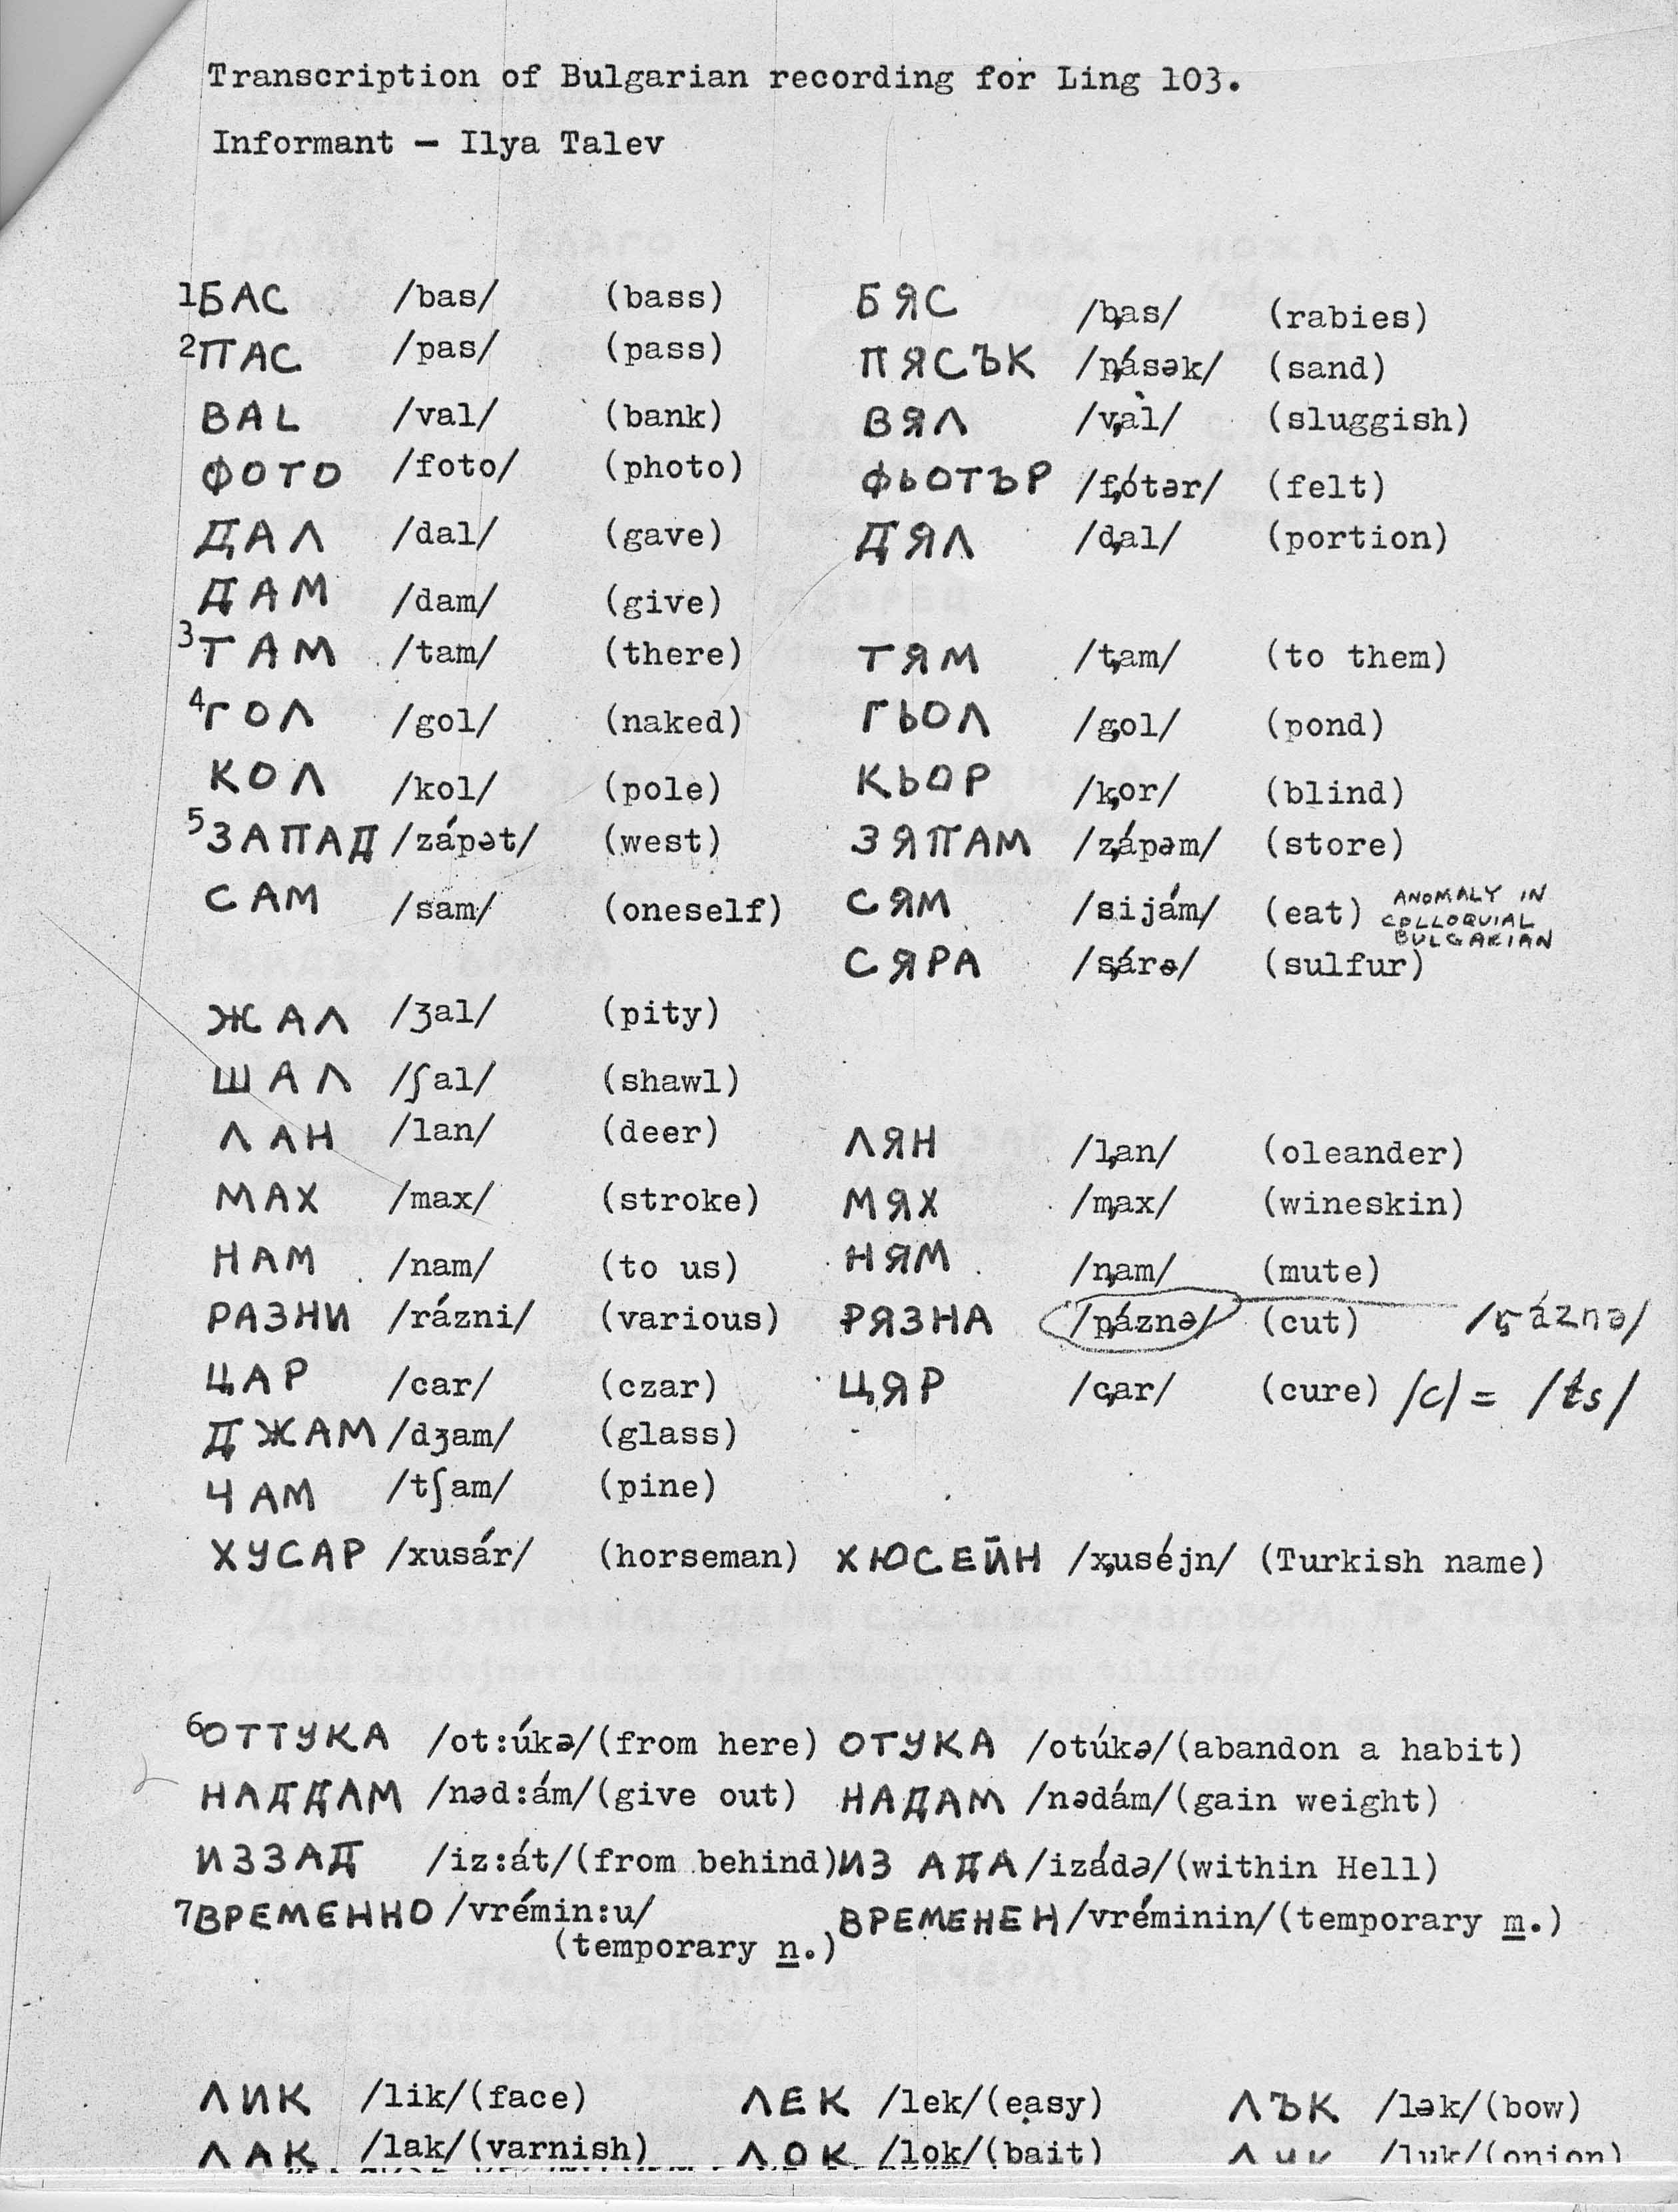 Transcription of Bulgarian recording for Ling 103.
Informant — Ilya Talev
1БАС /bas/ (bass) БЯС /b̡as/ (rabies)
2ПАС /pas/ (pass) ПЯСЪК /p̡ásək/ (sand)
ВАL /val/ (bank) ВЯЛ /v̡al/ (sluggish)
ФОТО /foto/ (photo) ФЬОТЪР /f̡ótər/ (felt)
ДАЛ /dal/ (gave) ДЯЛ /d̡al/ (portion)
ДАМ /dam/ (give)
3ТАМ /tam/ (there) ТЯМ /t̡am/ (to them)
4ГОЛ /gol/ (naked) ГЬОЛ /g̡ol/ (pond)
КОЛ /kol/ (pole) КЬОР /k̡or/ (blind)
5ЗАПАД /zápət/ (west) ЗЯПАМ /z̡ápəm/ (store)
САМ /sam/ (oneself) СЯМ /sijám/ (eat) ANOMALY IN
COLLOQUIAL
BULGARIAN
СЯРА /s̡árə/ (sulfur)
ЖАЛ /ʒal/ (pity)
ШАЛ /ʃal/ (shawl)
ЛАН /lan/ (deer) ЛЯН /l̡an/ (oleander)
МАХ /max/ (stroke) МЯХ /m̡ax/ (wineskin)
НАМ /nam/ (to us) НЯМ /n̡am/ (mute)
РАЗНИ /rázni/ (various) РЯЗНА /p̡áznə/ (cut) /r̡áznə/
ЦАР /car/ (czar) ЦЯР /c̡ar/ (cure) /c/ = /ts/
ДЖАМ /dʒam/ (glass)
ЧАМ /tʃam/ (pine)
ХУСАР /xusár/ (horseman) ХЮСЕЙН /x̡uséjn/ (Turkish name)
6ОТТУКА /ot:úkə/(from here) ОТУКА /otúkə/(abandon a habit)
НАДДАМ /nəd:ám/(give out) НАДАМ /nədám/(gain weight)
ИЗЗАД /iz:át/(from behind) ИЗ АДА /izádə/(within Hell)
7ВРЕМЕННО /vrémin:u/ ВРЕМЕНЕН /vréminin/(temporary m.)
(temporary n.)
ЛИК /lik/(face) ЛЕК /lek/(easy) ЛЪК /lək/(bow)
ЛАК /lak/(varnish) ЛОК /lok/(bait) ЛУК /luk/(onion)